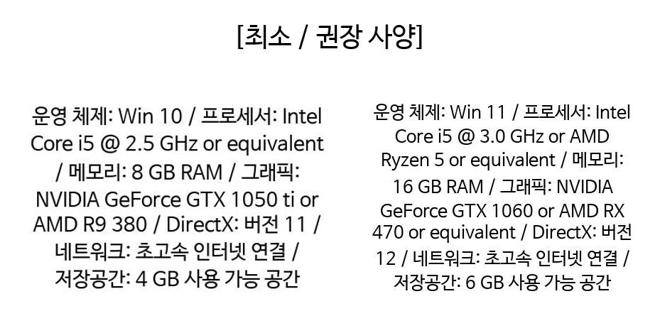 [최소 / 권장 사양]
운영 체제: Win 10 / 프로세서: Intel
Core i5 @ 2.5 GHz or equivalent
/ 메모리: 8 GB RAM / 그래픽:
NVIDIA GeForce GTX 1050 ti or
AMD R9 380 / DirectX: 버전 11 /
네트워크: 초고속 인터넷 연결 /
저장공간: 4 GB 사용 가능 공간
운영 체제: Win 11 / 프로세서: Intel
Core i5 @ 3.0 GHz or AMD
Ryzen 5 or equivalent / 메모리:
16 GB RAM / 그래픽: NVIDIA
GeForce GTX 1060 or AMD RX
470 or equivalent / DirectX: 버전
12 / 네트워크: 초고속 인터넷 연결 /
저장공간: 6 GB 사용 가능 공간